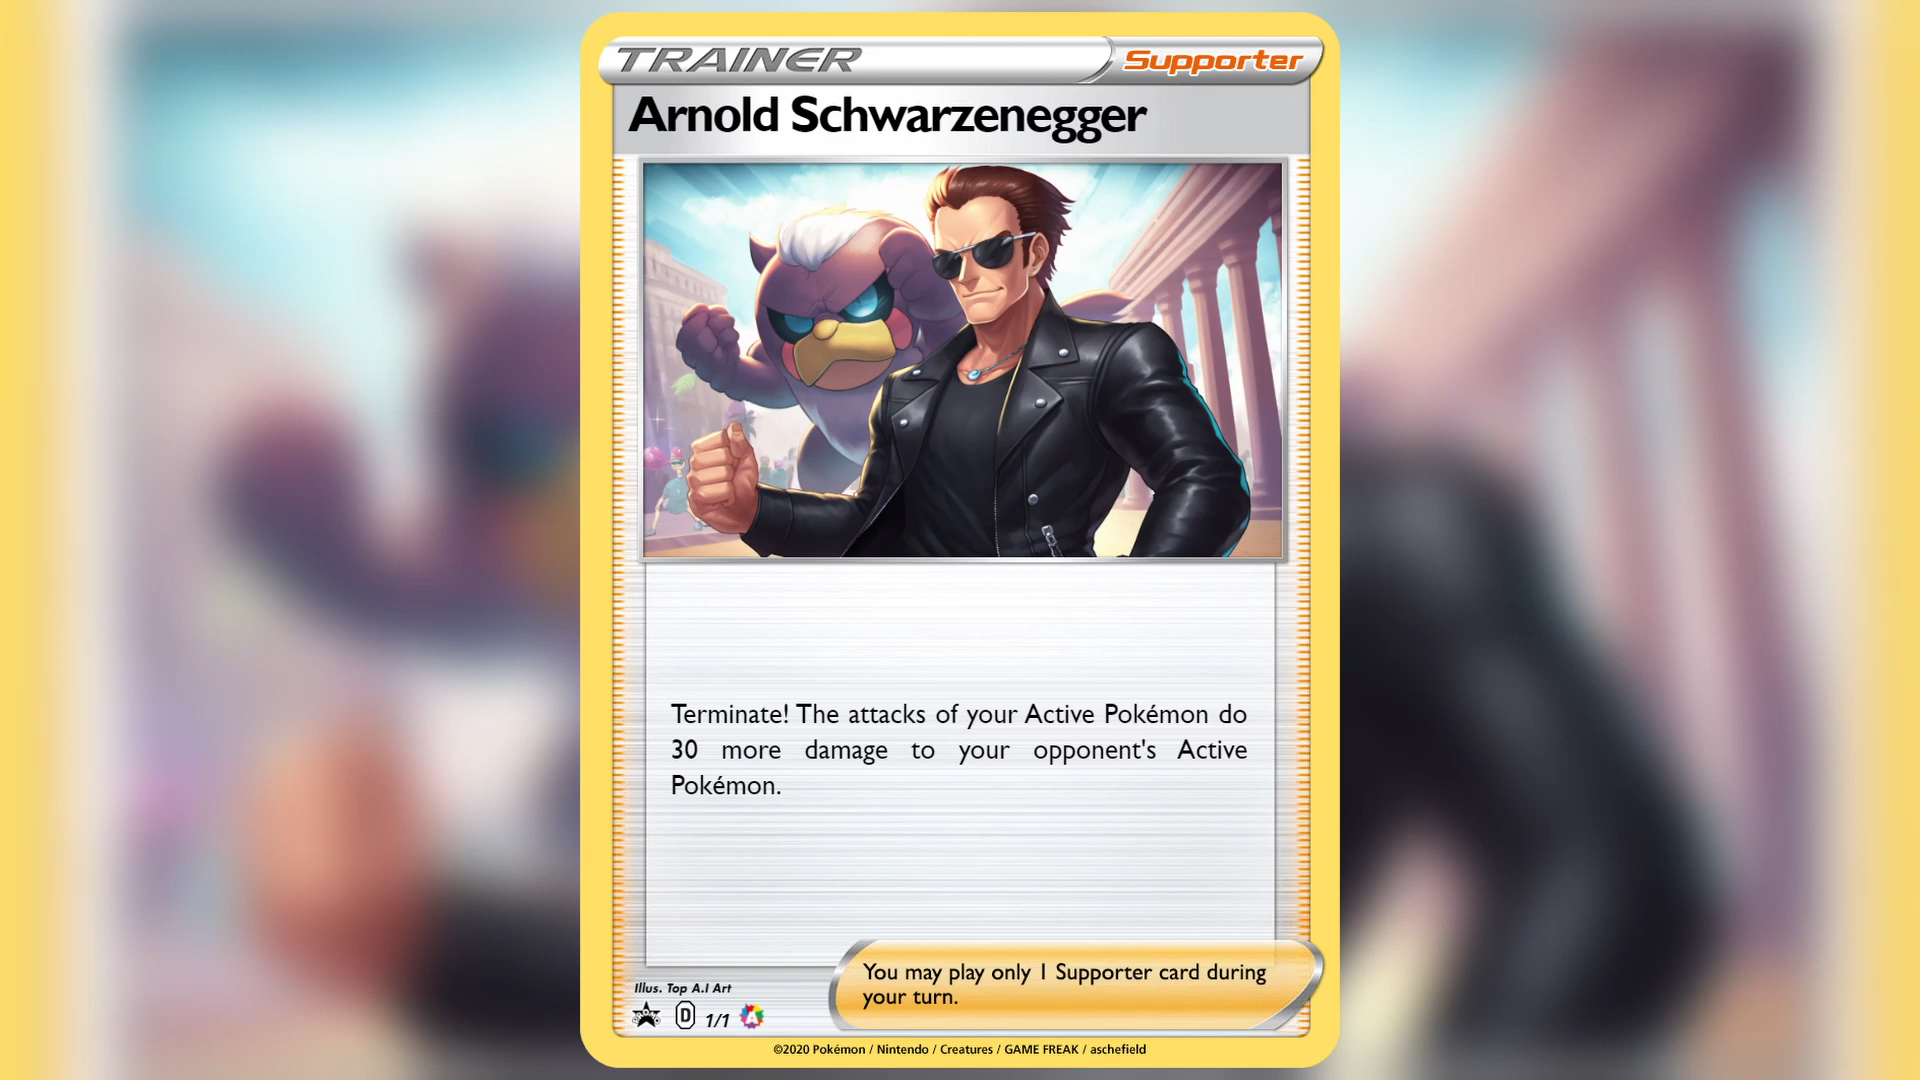 TRAINER
Supporter
Arnold Schwarzenegger
Terminate! The attacks of your Active Pokémon do
30 more damage to your opponent's Active
Pokémon.
You may play only 1 Supporter card during
your turn.
Illus. Top A.I Art
D 1/1 A
©2020 Pokémon / Nintendo / Creatures / GAME FREAK / aschefield